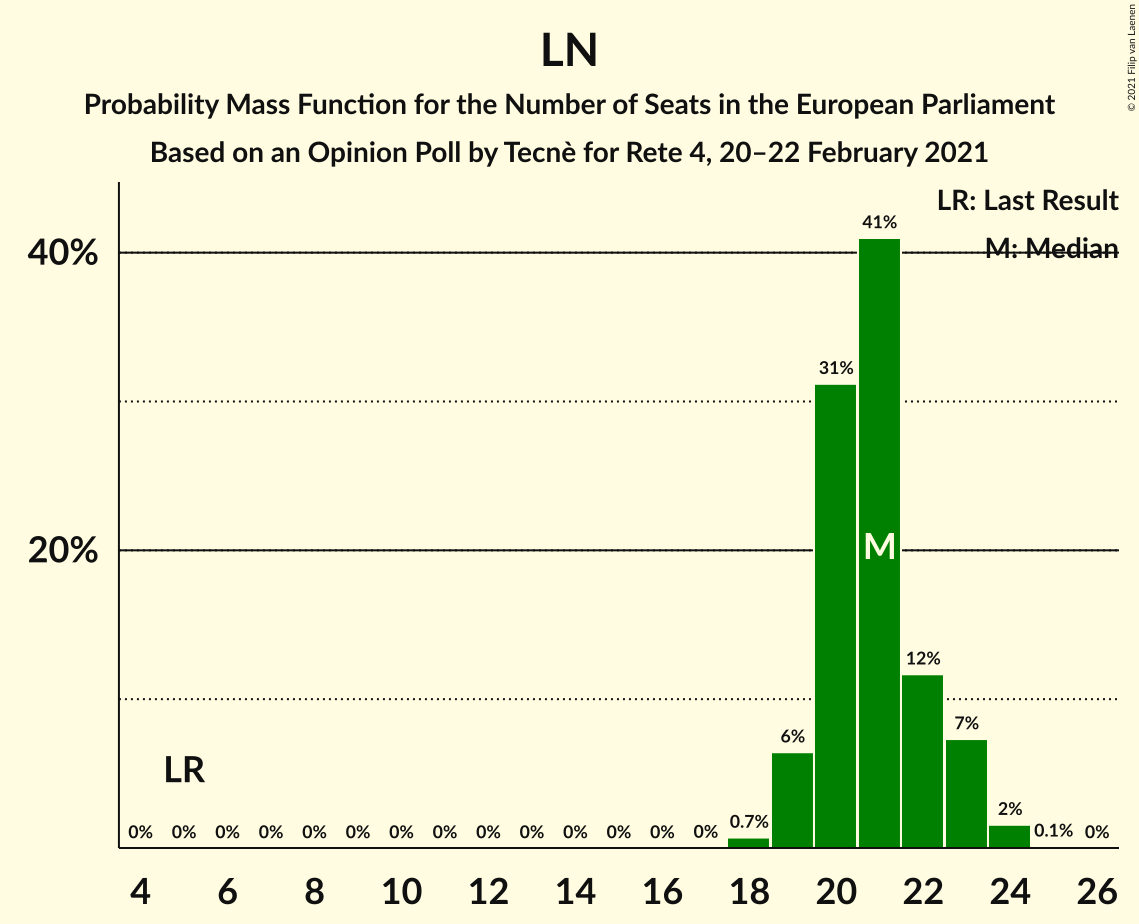 LN
Probability Mass Function for the Number of Seats in the European Parliament
Based on an Opinion Poll by Tecnè for Rete 4, 20–22 February 2021
© 2021 Filip van Laenen
LR: Last Result
M: Median
40%
20%
41%
31%
M
12%
7%
6%
LR
2%
0% 0% 0% 0% 0% 0% 0% 0% 0% 0% 0% 0% 0% 0% 0.7% 0.1% 0%
4 6 8 10 12 14 16 18 20 22 24 26